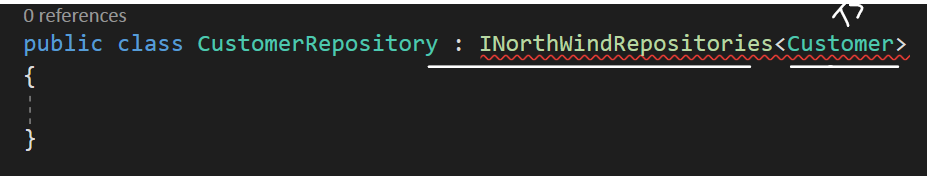 0 references
public class CustomerRepository : INorthWindRepositories<Customer>
{
}